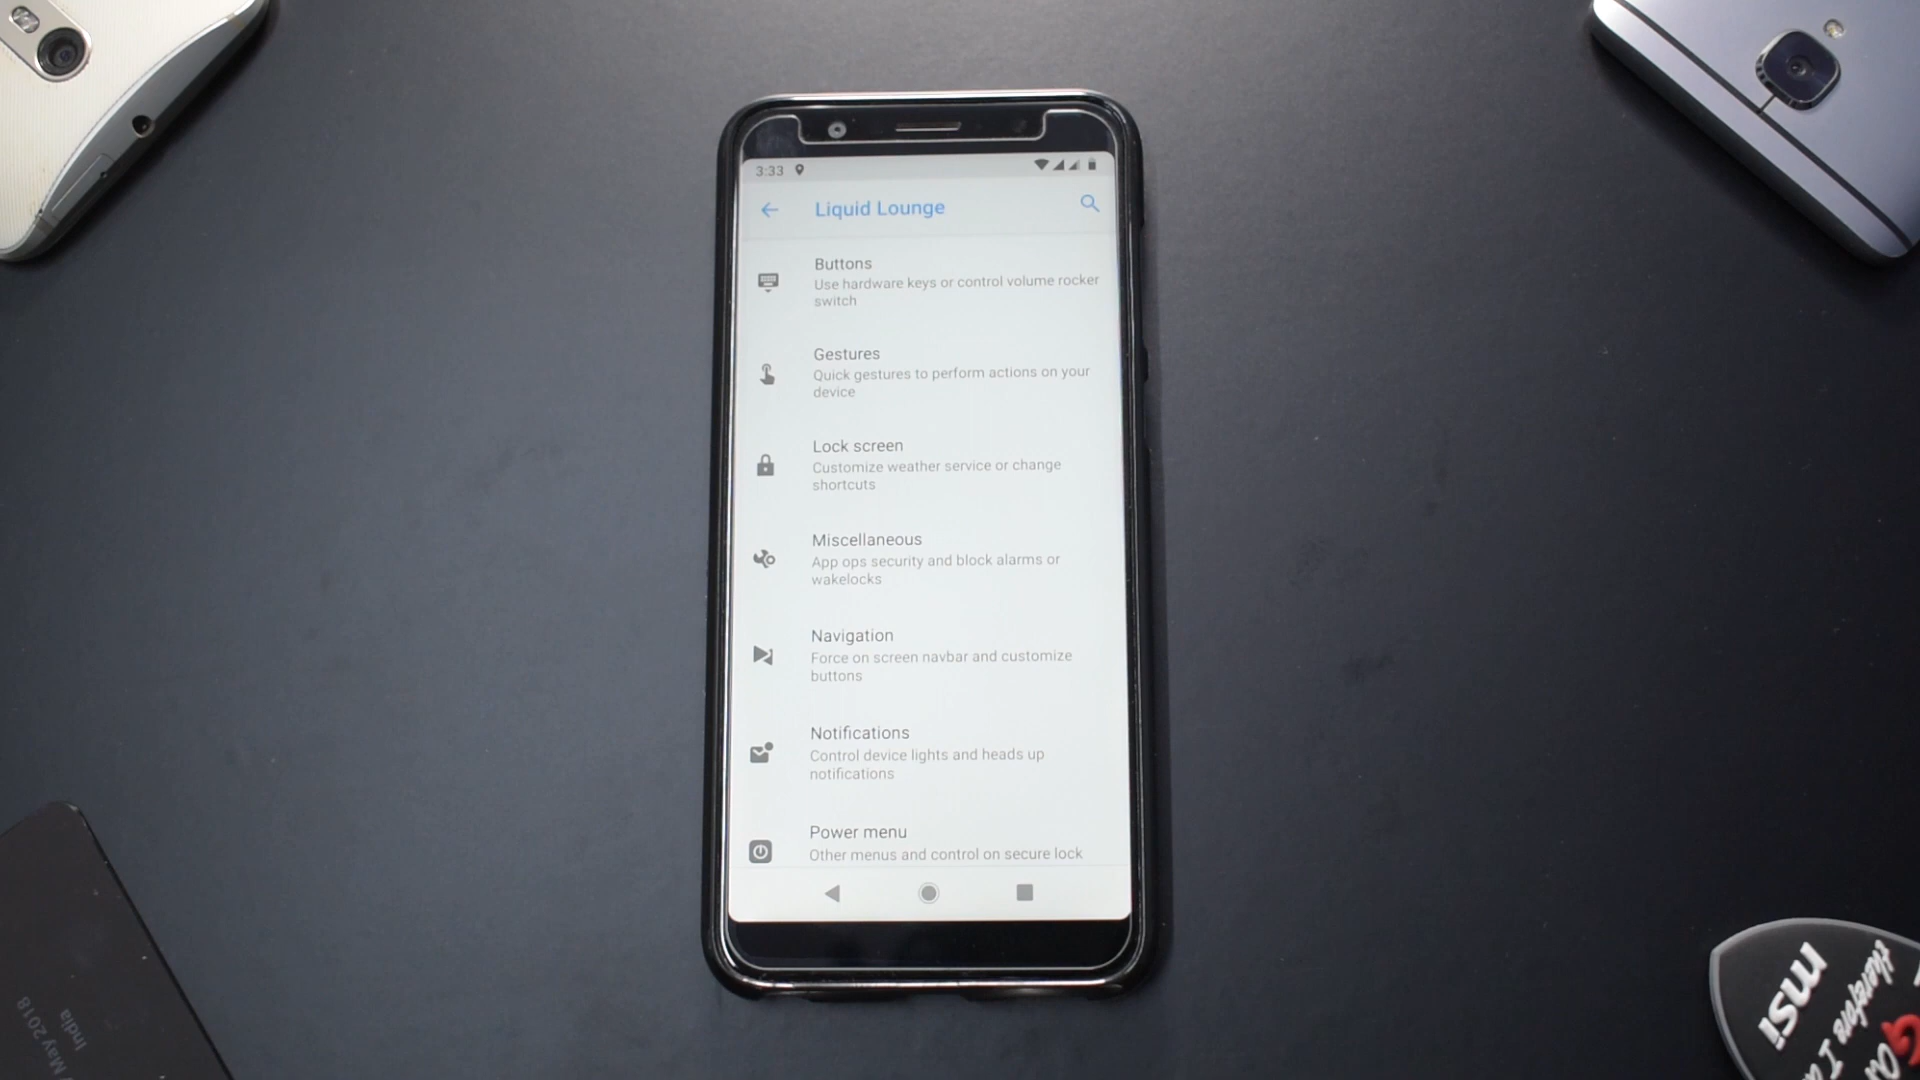 3:33
Liquid Lounge
Buttons
Use hardware keys or control volume rocker
switch
Gestures
Quick gestures to perform actions on your
device
Lock screen
Customize weather service or change
shortcuts
Miscellaneous
App ops security and block alarms or
wakelocks
Navigation
Force on screen navbar and customize
buttons
Notifications
Control device lights and heads up
notifications
Power menu
Other menus and control on secure lock
May 2018
India
msi
therefore I